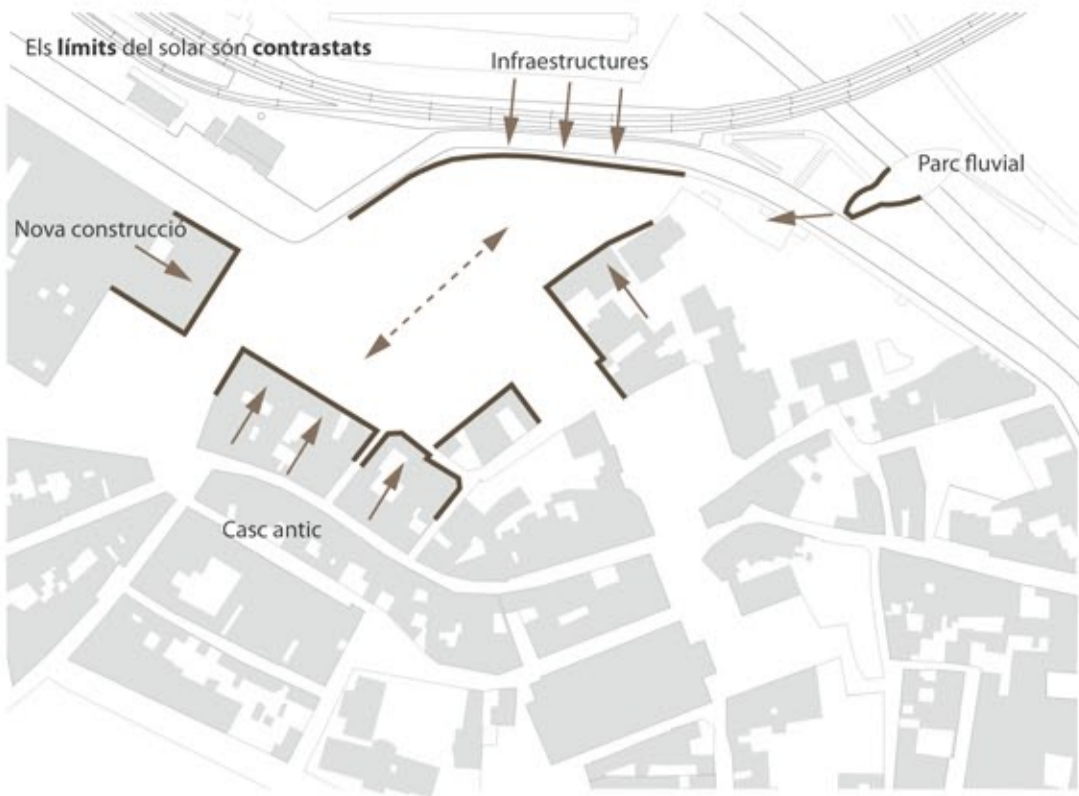 Els límits del solar són contrastats
Infraestructures
Parc fluvial
Nova construcció
Casc antic